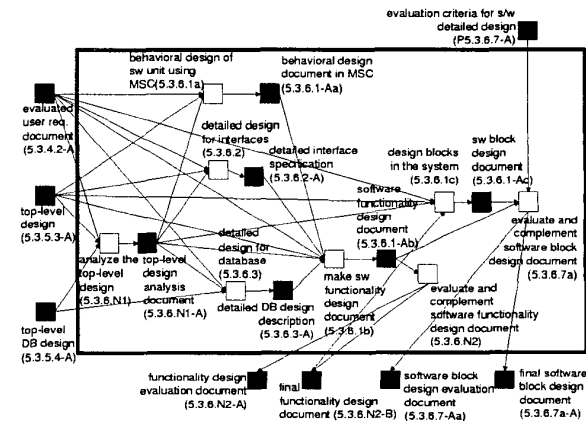 evaluation criteria for s/w
detailed design
(P5.3.6.7-A)
behavioral design of
sw unit using
MSC(5.3.6.1a)
behavioral design
document in MSC
(5.3.6.1-Aa)
evaluated
user req.
document
(5.3.4.2-A)
detailed design
for interfaces
(5.3.6.2)
detailed interface
specification
(5.3.6.2-A)
design blocks
in the system
(5.3.6.1c)
sw block
design
document
(5.3.6.1-Ac)
software
functionality
design
document
(5.3.6.1-Ab)
top-level
design
(5.3.5.3-A)
analyze the
top-level
design
(5.3.6.N1)
top-level
design
analysis
document
(5.3.6.N1-A)
detailed
design for
database
(5.3.6.3)
detailed DB design
description
(5.3.6.3-A)
make sw
functionality
design
document
(5.3.6.1b)
evaluate and
complement
software block
design document
(5.3.6.7a)
evaluate and
complement
software functionality
design document
(5.3.6.N2)
top-level
DB design
(5.3.5.4-A)
functionality design
evaluation document
(5.3.6.N2-A)
final
functionality design
document (5.3.6.N2-B)
software block
design evaluation
document
(5.3.6.7-Aa)
final software
block design
document
(5.3.6.7a-A)